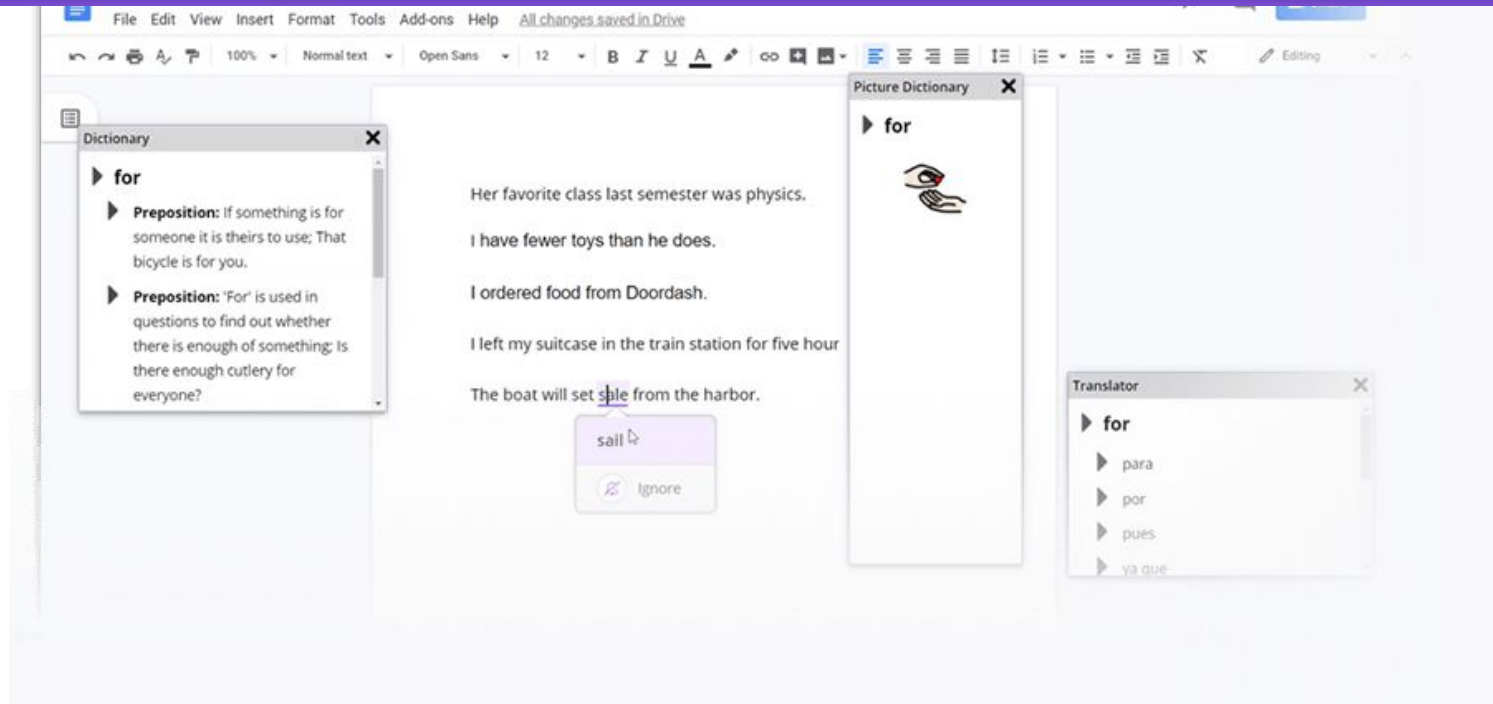 File Edit View Insert Format Tools Add-ons Help All changes saved in Drive
100% Normal text Open Sans 12 B I U A Editing
Dictionary
for
Preposition: If something is for
someone it is theirs to use; That
bicycle is for you.
Preposition: 'For' is used in
questions to find out whether
there is enough of something; Is
there enough cutlery for
everyone?
Her favorite class last semester was physics.
I have fewer toys than he does.
I ordered food from Doordash.
I left my suitcase in the train station for five hour
The boat will set sale from the harbor.
sail
Ignore
Picture Dictionary
for
Translator
for
para
por
pues
ya que